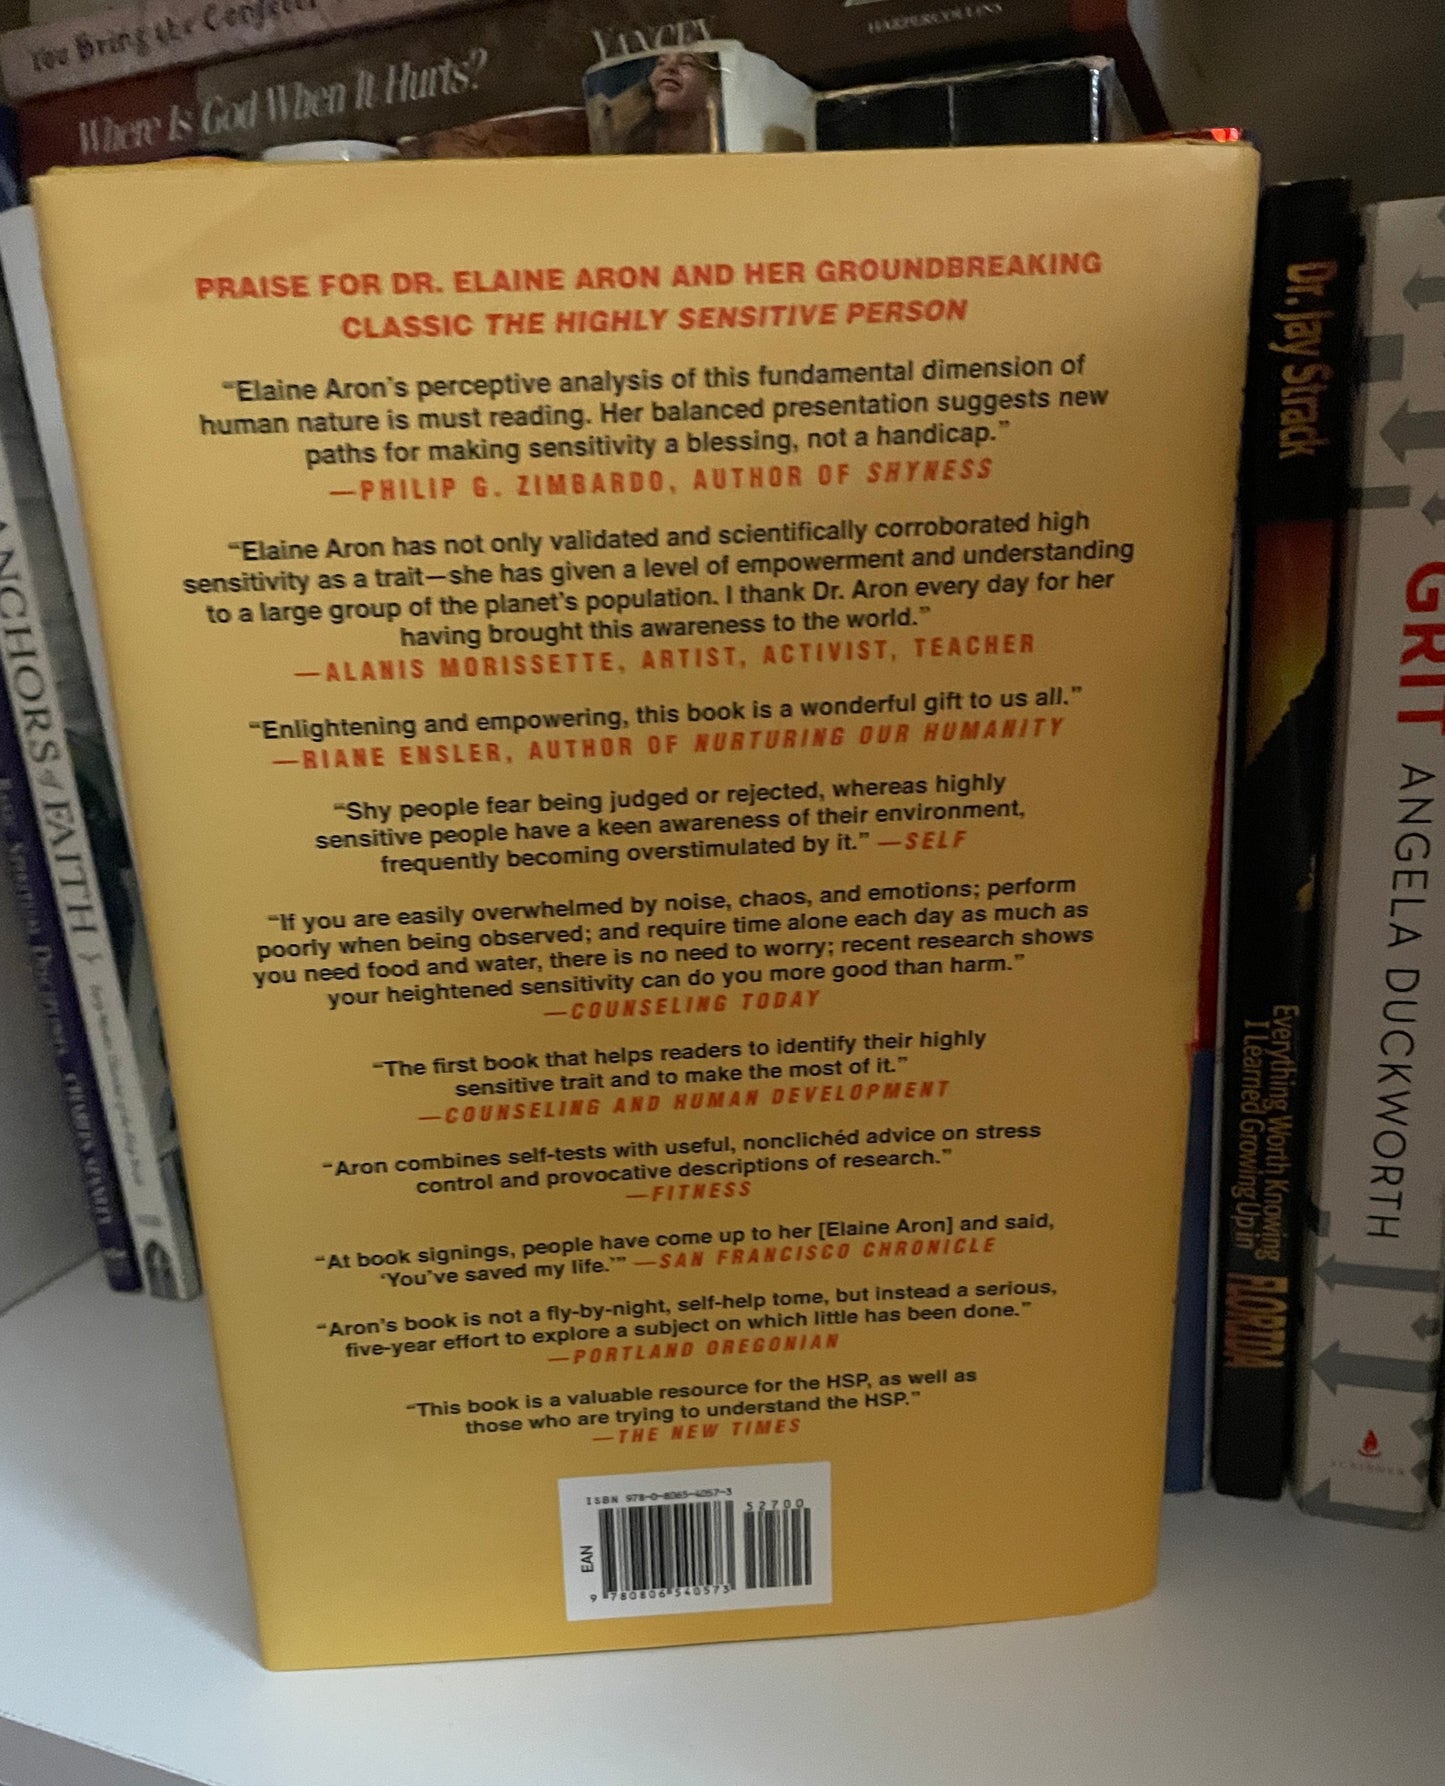 You Bring the Confetti
Where Is God When It Hurts?
YANCEY
HARPERCOLLINS
PRAISE FOR DR. ELAINE ARON AND HER GROUNDBREAKING
CLASSIC THE HIGHLY SENSITIVE PERSON
“Elaine Aron’s perceptive analysis of this fundamental dimension of
human nature is must reading. Her balanced presentation suggests new
paths for making sensitivity a blessing, not a handicap.”
—PHILIP G. ZIMBARDO, AUTHOR OF SHYNESS
“Elaine Aron has not only validated and scientifically corroborated high
sensitivity as a trait—she has given a level of empowerment and understanding
to a large group of the planet’s population. I thank Dr. Aron every day for her
having brought this awareness to the world.”
—ALANIS MORISSETTE, ARTIST, ACTIVIST, TEACHER
“Enlightening and empowering, this book is a wonderful gift to us all.”
—RIANE ENSLER, AUTHOR OF NURTURING OUR HUMANITY
“Shy people fear being judged or rejected, whereas highly
sensitive people have a keen awareness of their environment,
frequently becoming overstimulated by it.” —SELF
“If you are easily overwhelmed by noise, chaos, and emotions; perform
poorly when being observed; and require time alone each day as much as
you need food and water, there is no need to worry; recent research shows
your heightened sensitivity can do you more good than harm.”
—COUNSELING TODAY
“The first book that helps readers to identify their highly
sensitive trait and to make the most of it.”
—COUNSELING AND HUMAN DEVELOPMENT
“Aron combines self-tests with useful, nonclichéd advice on stress
control and provocative descriptions of research.”
—FITNESS
“At book signings, people have come up to her [Elaine Aron] and said,
‘You’ve saved my life.’” —SAN FRANCISCO CHRONICLE
“Aron’s book is not a fly-by-night, self-help tome, but instead a serious,
five-year effort to explore a subject on which little has been done.”
—PORTLAND OREGONIAN
“This book is a valuable resource for the HSP, as well as
those who are trying to understand the HSP.”
—THE NEW TIMES
ISBN 978-0-8065-4057-3
52700
EAN
9 780806 540573
ANCHORS of FAITH
Dr. Jay Strack
Everything Worth Knowing
I Learned Growing Up in
FLORIDA
GRIT ANGELA DUCKWORTH
SCRIBNER